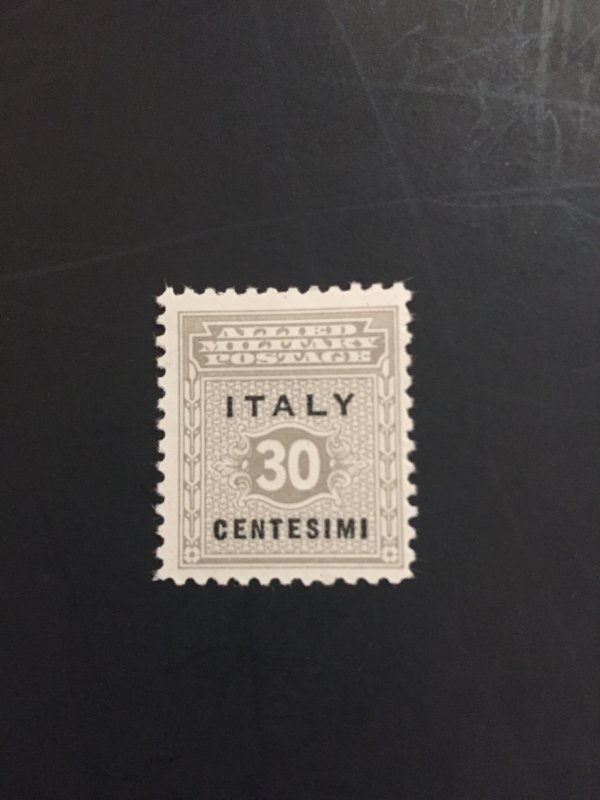 ALLIED
MILITARY
POSTAGE
ITALY
30
CENTESIMI